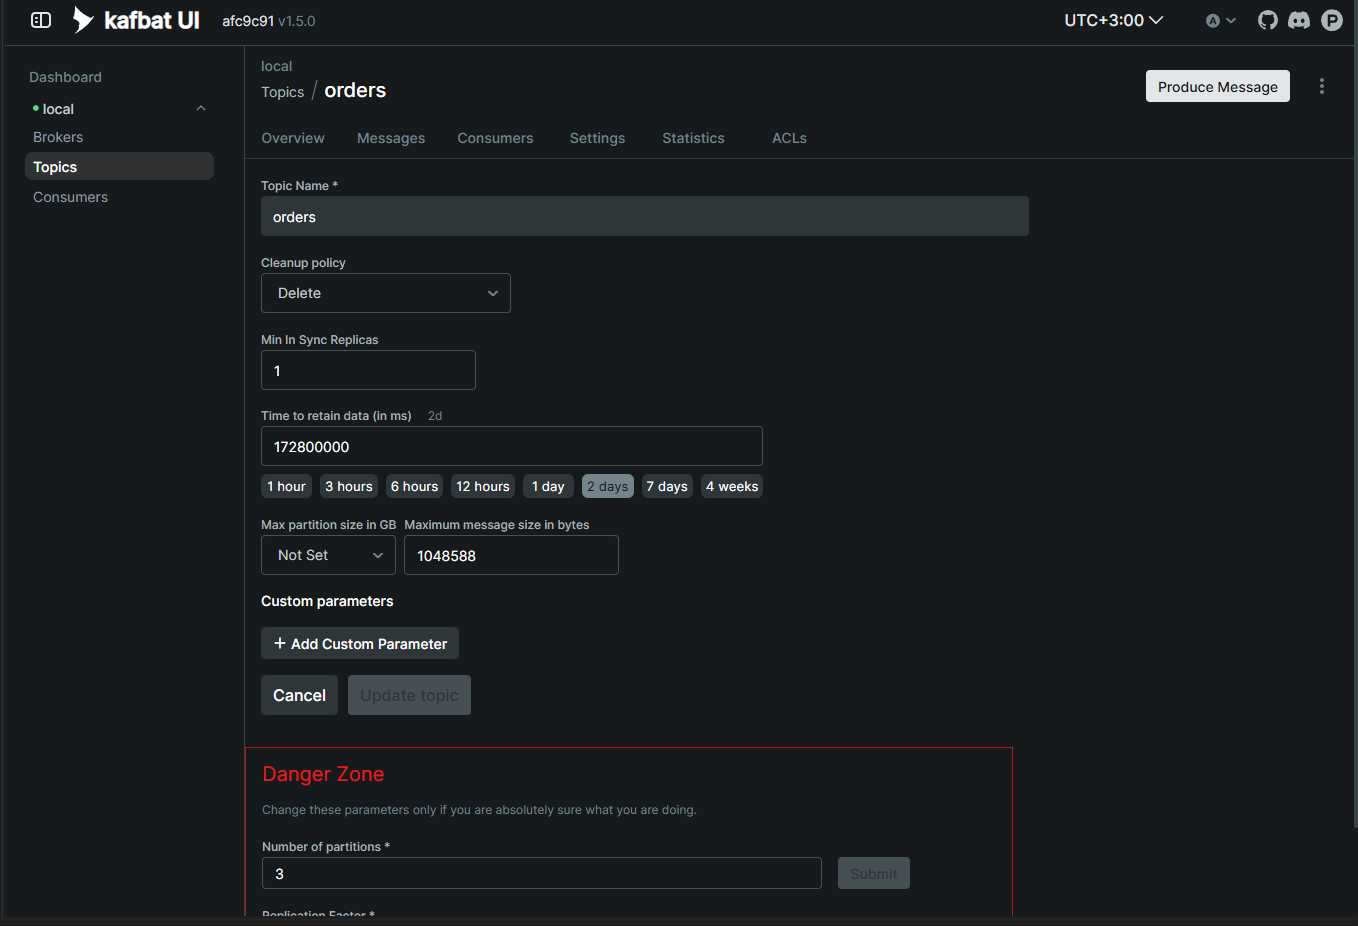 kafbat UI afc9c91 v1.5.0
UTC+3:00
A
P
Dashboard
local
Brokers
Topics
Consumers
local
Topics / orders
Produce Message
Overview Messages Consumers Settings Statistics ACLs
Topic Name *
orders
Cleanup policy
Delete
Min In Sync Replicas
1
Time to retain data (in ms) 2d
172800000
1 hour 3 hours 6 hours 12 hours 1 day 2 days 7 days 4 weeks
Max partition size in GB Maximum message size in bytes
Not Set 1048588
Custom parameters
+ Add Custom Parameter
Cancel Update topic
Danger Zone
Change these parameters only if you are absolutely sure what you are doing.
Number of partitions *
3 Submit
Replication Factor *